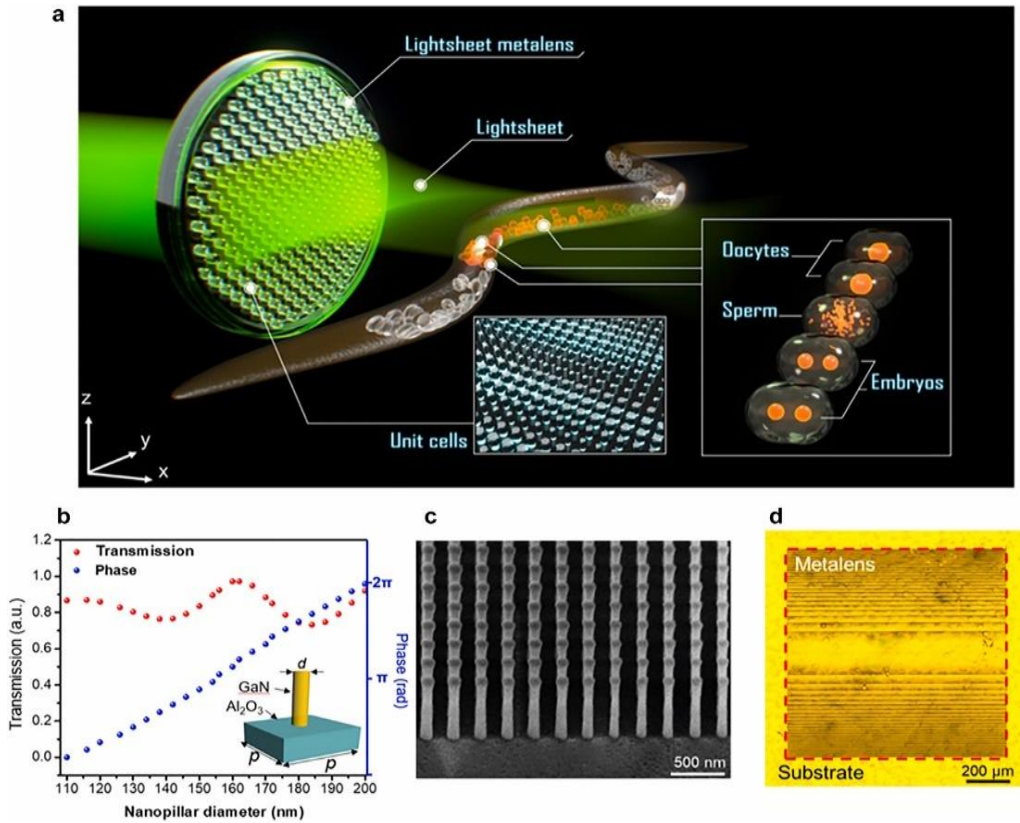 a
Lightsheet metalens
Lightsheet
Oocytes
Sperm
Embryos
Unit cells
z
y
x
b
1.2
1.0
0.8
0.6
0.4
0.2
0.0
Transmission (a.u.)
Transmission
Phase
2π
π
Phase (rad)
d
GaN
Al₂O₃
p
p
110 120 130 140 150 160 170 180 190 200
Nanopillar diameter (nm)
c
500 nm
d
Metalens
Substrate
200 μm